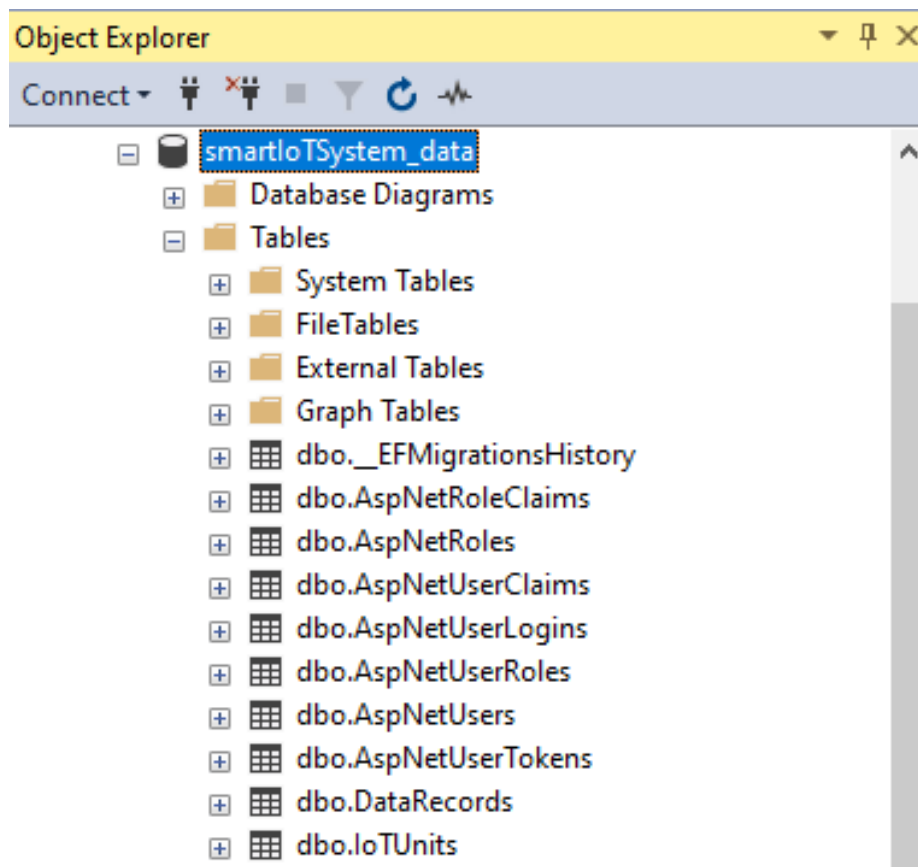 Object Explorer
Connect
smartIoTSystem_data
Database Diagrams
Tables
System Tables
FileTables
External Tables
Graph Tables
dbo.__EFMigrationsHistory
dbo.AspNetRoleClaims
dbo.AspNetRoles
dbo.AspNetUserClaims
dbo.AspNetUserLogins
dbo.AspNetUserRoles
dbo.AspNetUsers
dbo.AspNetUserTokens
dbo.DataRecords
dbo.IoTUnits